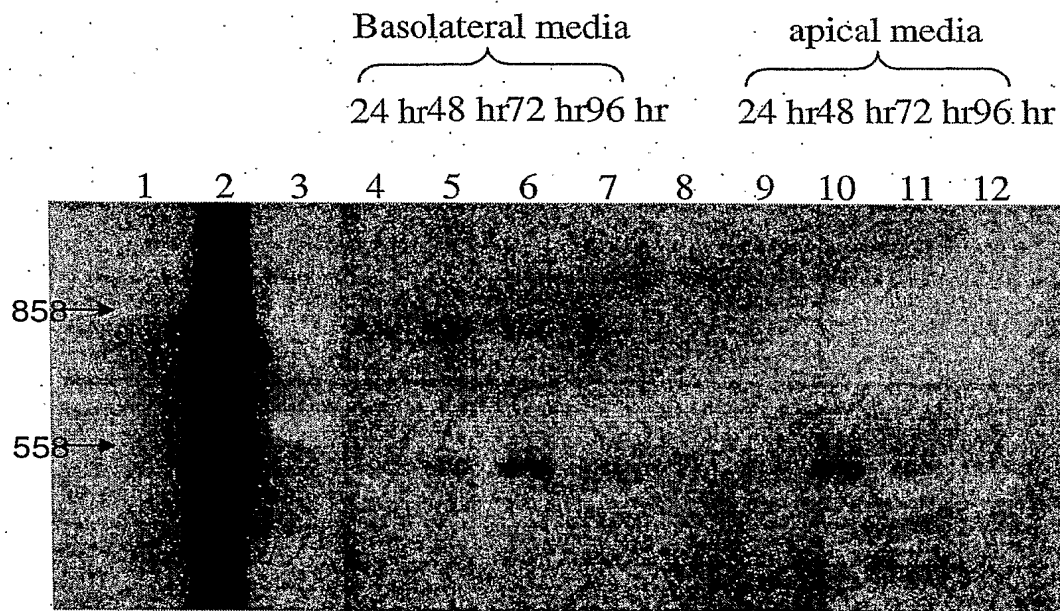 Basolateral media apical media
24 hr48 hr72 hr96 hr 24 hr48 hr72 hr96 hr
1 2 3 4 5 6 7 8 9 10 11 12
858
558